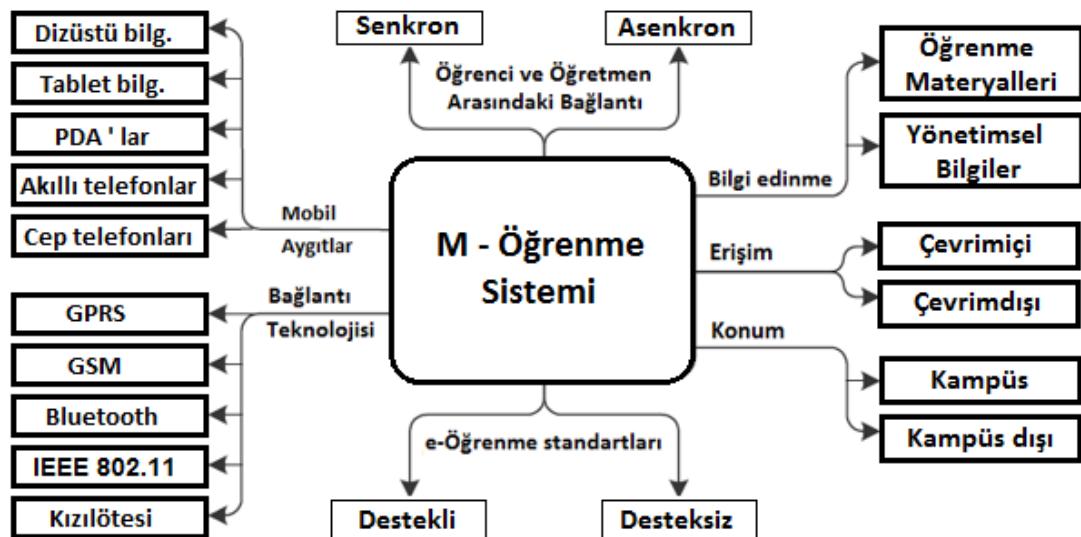 Dizüstü bilg.
Tablet bilg.
PDA ' lar
Akıllı telefonlar
Cep telefonları
Mobil
Aygıtlar
GPRS
GSM
Bluetooth
IEEE 802.11
Kızılötesi
Bağlantı
Teknolojisi
Senkron
Asenkron
Öğrenci ve Öğretmen
Arasındaki Bağlantı
M - Öğrenme
Sistemi
e-Öğrenme standartları
Destekli
Desteksiz
Bilgi edinme
Öğrenme
Materyalleri
Yönetimsel
Bilgiler
Erişim
Çevrimiçi
Çevrimdışı
Konum
Kampüs
Kampüs dışı